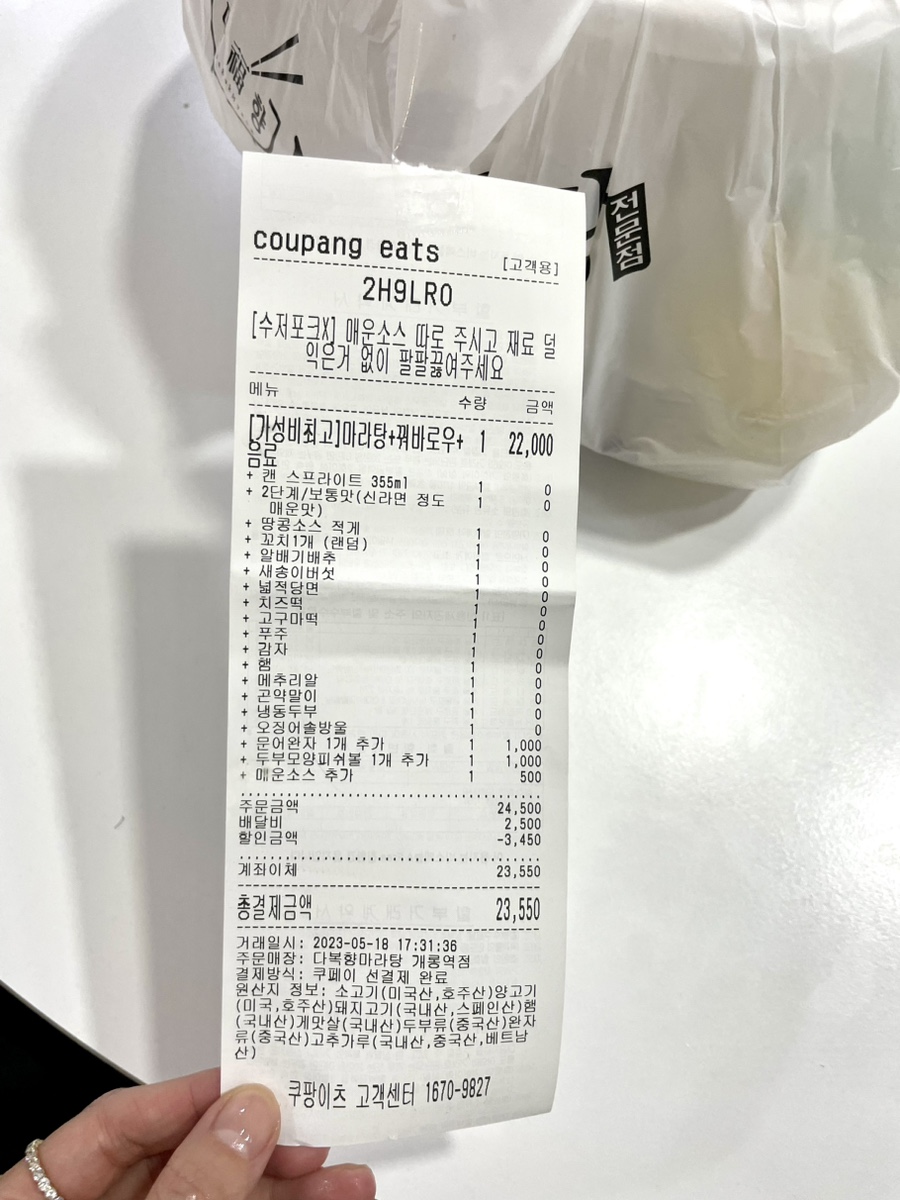 福
향
전문점
coupang eats
[고객용]
2H9LRO
[수저포크X] 매운소스 따로 주시고 재료 덜
익은거 없이 팔팔끓여주세요
메뉴 수량 금액
[가성비최고]마라탕+꿔바로우+ 1 22,000
음료
+ 캔 스프라이트 355ml 1 0
+ 2단계/보통맛(신라면 정도 1 0
매운맛)
+ 땅콩소스 적게 1 0
+ 꼬치1개 (랜덤) 1 0
+ 알배기배추 1 0
+ 새송이버섯 1 0
+ 넓적당면 1 0
+ 치즈떡 1 0
+ 고구마떡 1 0
+ 푸주 1 0
+ 감자 1 0
+ 햄 1 0
+ 메추리알 1 0
+ 곤약말이 1 0
+ 냉동두부 1 0
+ 오징어솔방울 1 0
+ 문어완자 1개 추가 1 1,000
+ 두부모양피쉬볼 1개 추가 1 1,000
+ 매운소스 추가 1 500
주문금액 24,500
배달비 2,500
할인금액 -3,450
계좌이체 23,550
총결제금액 23,550
거래일시: 2023-05-18 17:31:36
주문매장: 다복향마라탕 개롱역점
결제방식: 쿠페이 선결제 완료
원산지 정보: 소고기(미국산,호주산)양고기
(미국,호주산)돼지고기(국내산,스페인산)햄
(국내산)게맛살(국내산)두부류(중국산)완자
류(중국산)고추가루(국내산,중국산,베트남
산)
쿠팡이츠 고객센터 1670-9827